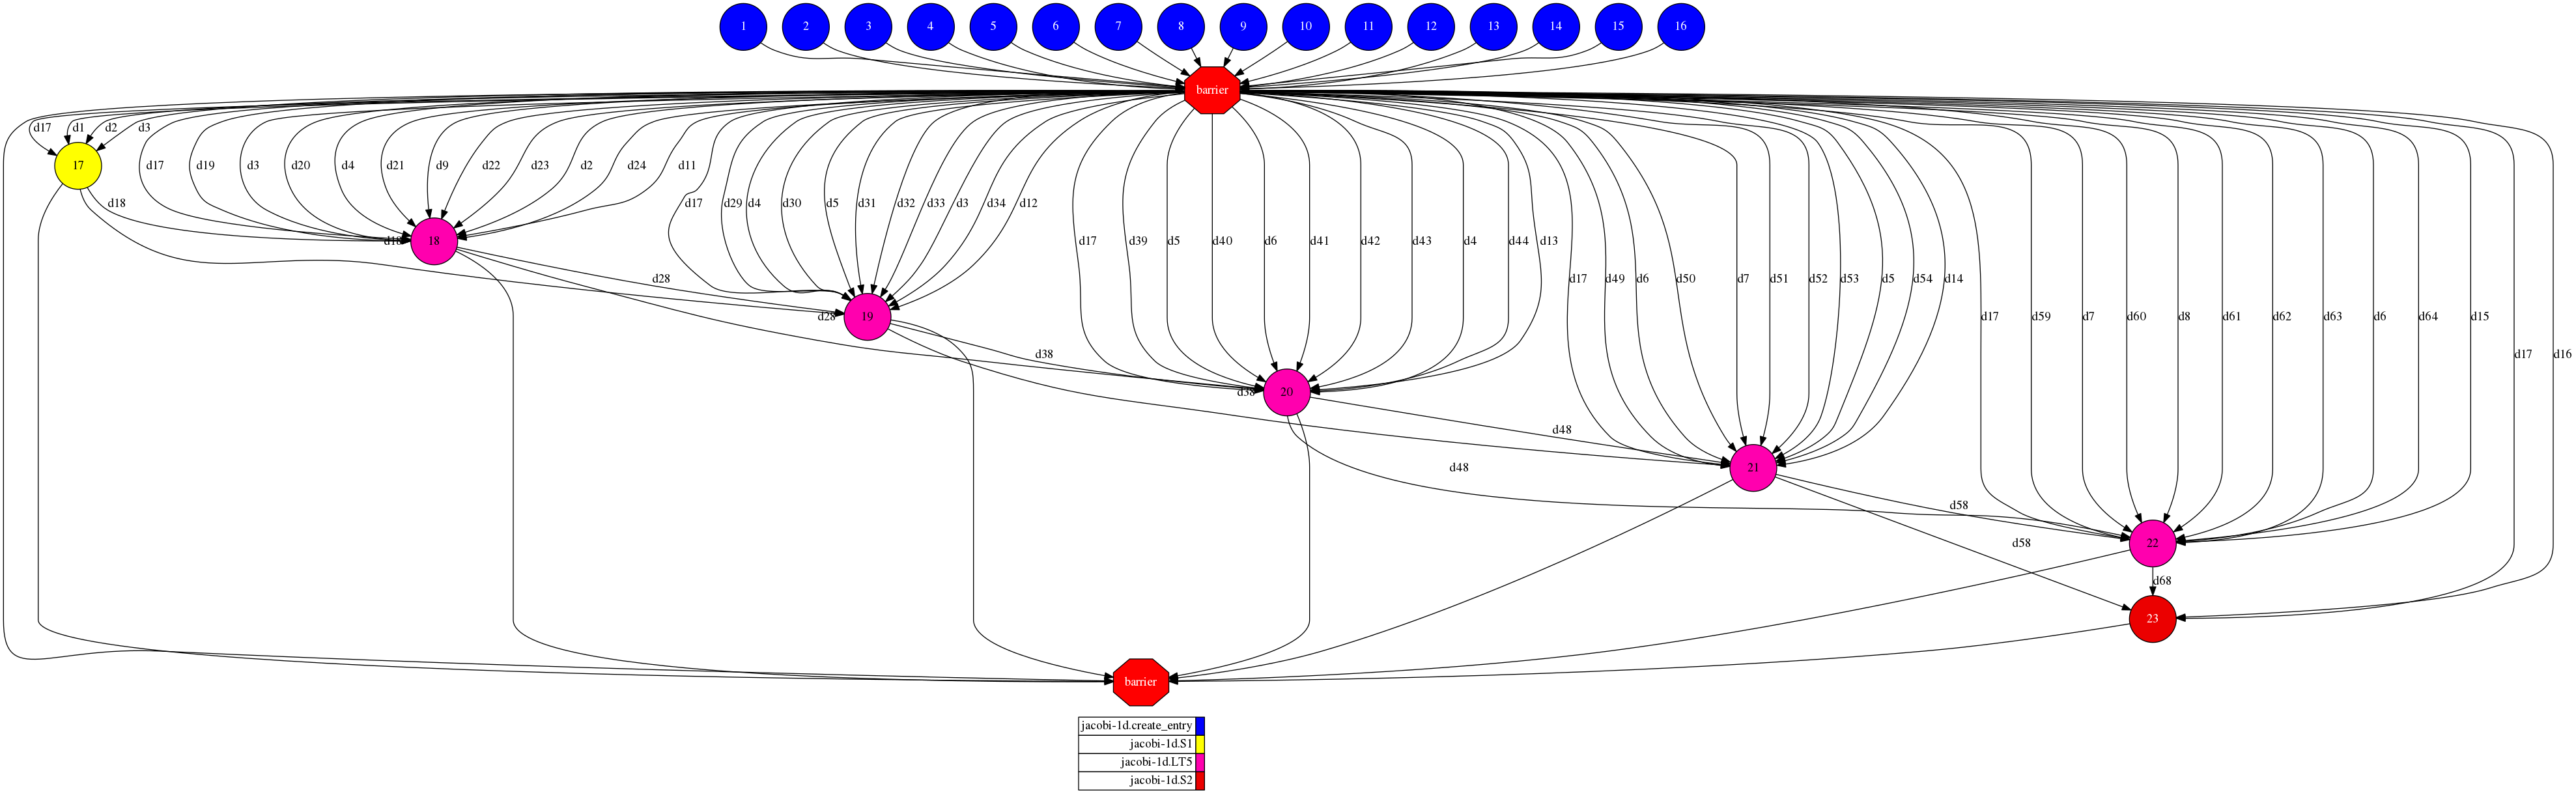 1 2 3 4 5 6 7 8 9 10 11 12 13 14 15 16
barrier
d17 d1 d2 d3
17 d17 d19 d3 d20 d4 d21 d9 d22 d23 d2 d24 d11
d18 d17 d29 d4 d30 d5 d31 d32 d33 d3 d34 d12
d18 18 d17 d39 d5 d40 d6 d41 d42 d43 d4 d44 d13
d28 d17 d49 d6 d50 d7 d51 d52 d53 d5 d54 d14
d28 19 d17 d59 d7 d60 d8 d61 d62 d63 d6 d64 d15
d38 d17 d16
d38 20
d48
d48 21
d58
d58 22
d68
23
barrier
jacobi-1d.create_entry
jacobi-1d.S1
jacobi-1d.LT5
jacobi-1d.S2